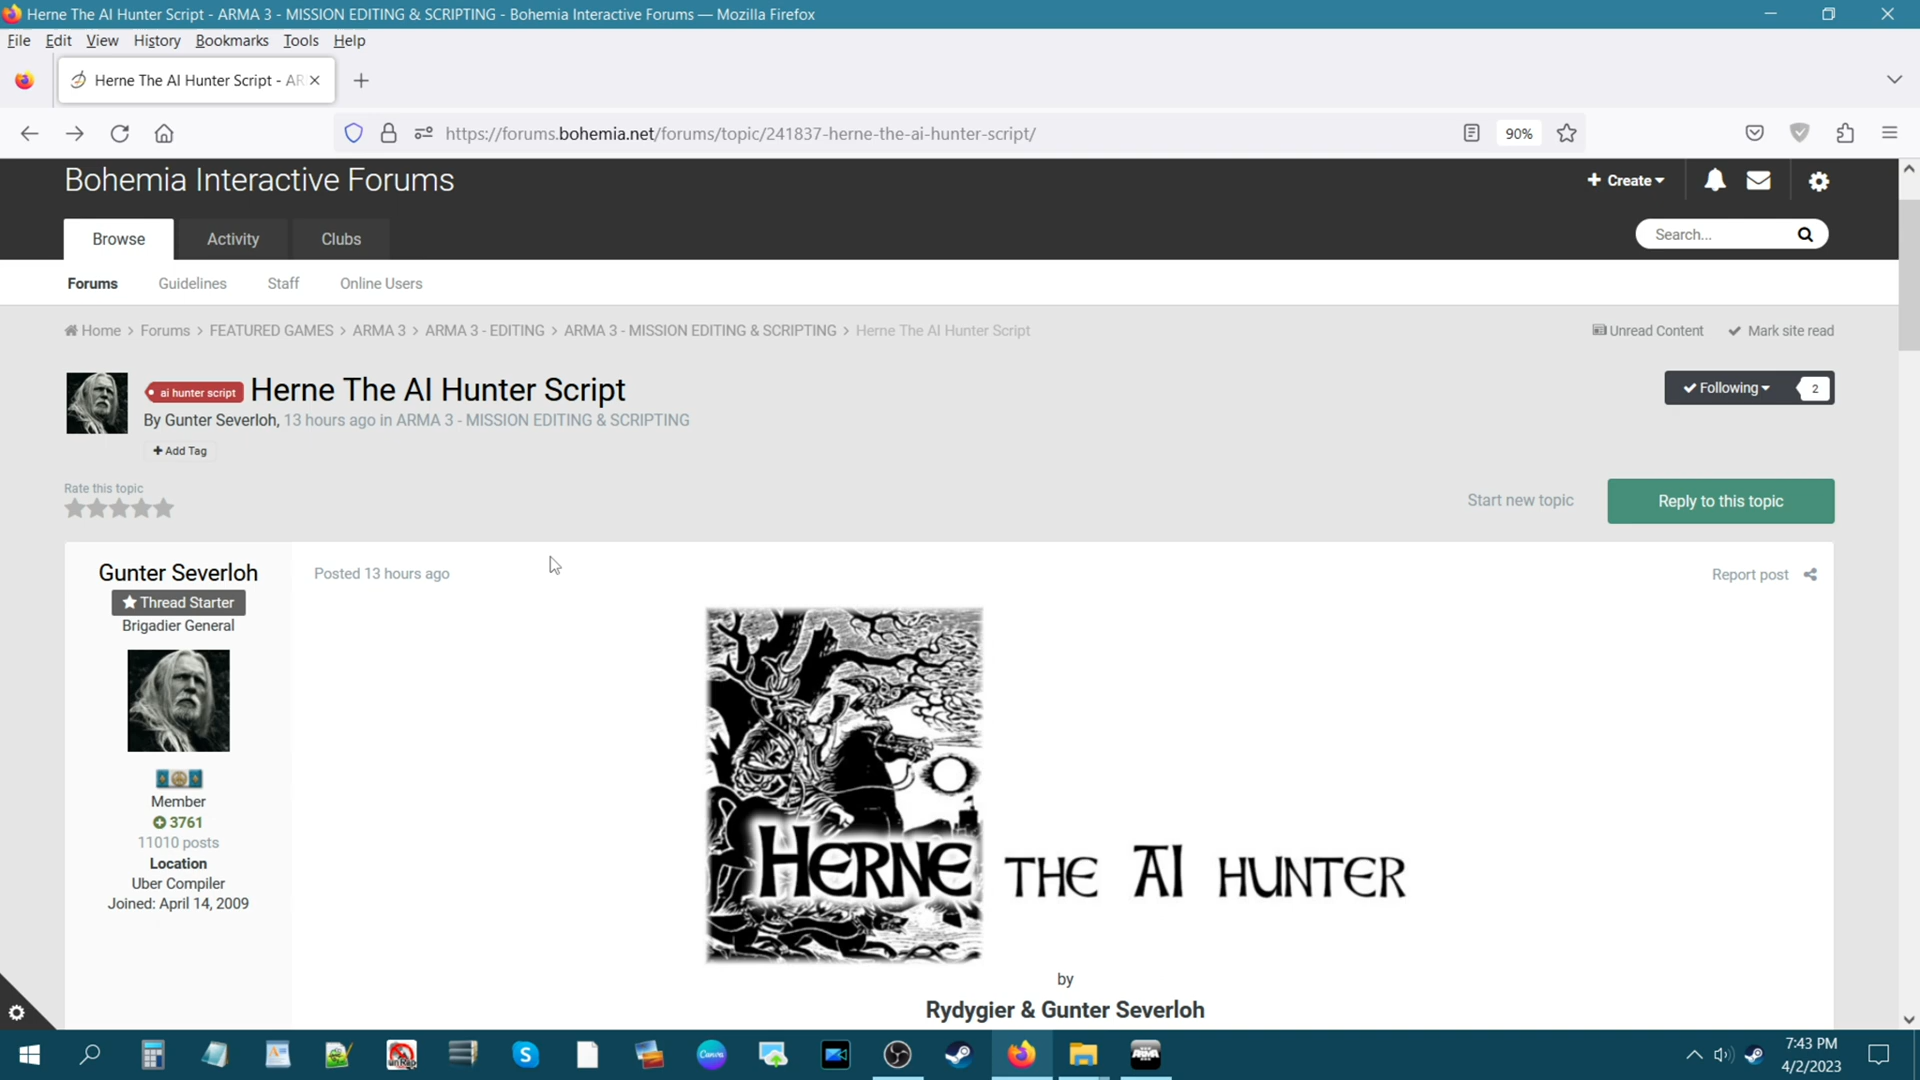 Herne The AI Hunter Script - ARMA 3 - MISSION EDITING & SCRIPTING - Bohemia Interactive Forums — Mozilla Firefox
File Edit View History Bookmarks Tools Help
Herne The AI Hunter Script - AR
https://forums.bohemia.net/forums/topic/241837-herne-the-ai-hunter-script/
90%
Bohemia Interactive Forums
+ Create
Browse Activity Clubs
Search...
Forums Guidelines Staff Online Users
Home > Forums > FEATURED GAMES > ARMA 3 > ARMA 3 - EDITING > ARMA 3 - MISSION EDITING & SCRIPTING > Herne The AI Hunter Script
Unread Content Mark site read
ai hunter script Herne The AI Hunter Script
Following 2
By Gunter Severloh, 13 hours ago in ARMA 3 - MISSION EDITING & SCRIPTING
+ Add Tag
Rate this topic
Start new topic
Reply to this topic
Gunter Severloh
Thread Starter
Brigadier General
Member
3761
11010 posts
Location
Uber Compiler
Joined: April 14, 2009
Posted 13 hours ago
Report post
HERNE THE AI HUNTER
by
Rydygier & Gunter Severloh
Canva
ARMA
7:43 PM
4/2/2023